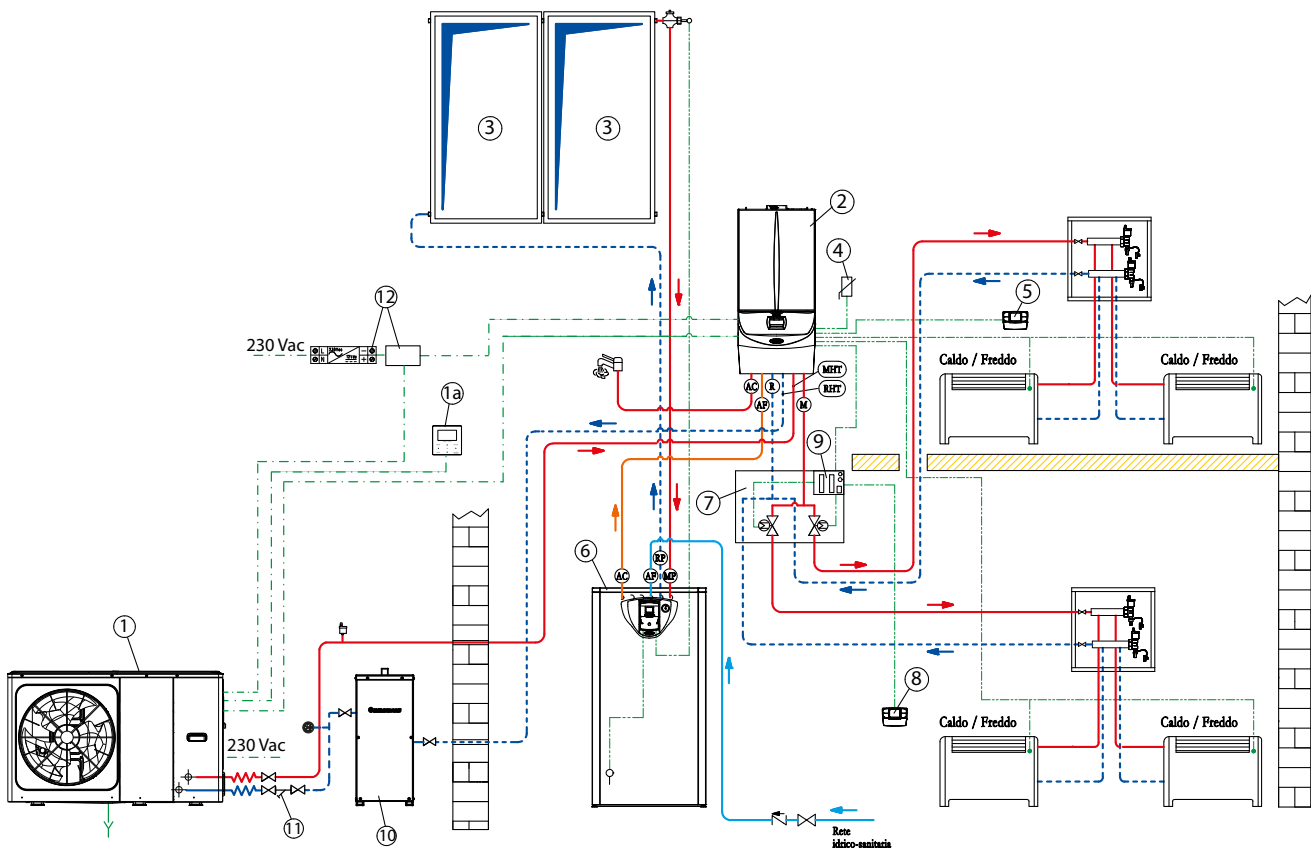 3
3
2
4
5
12
230 Vac
L
N
1a
AC
R
MHT
RHT
AF
M
Caldo / Freddo
Caldo / Freddo
9
7
6
AC
AF
RP
MP
1
8
230 Vac
11
10
Caldo / Freddo
Caldo / Freddo
Rete
idrico-sanitaria